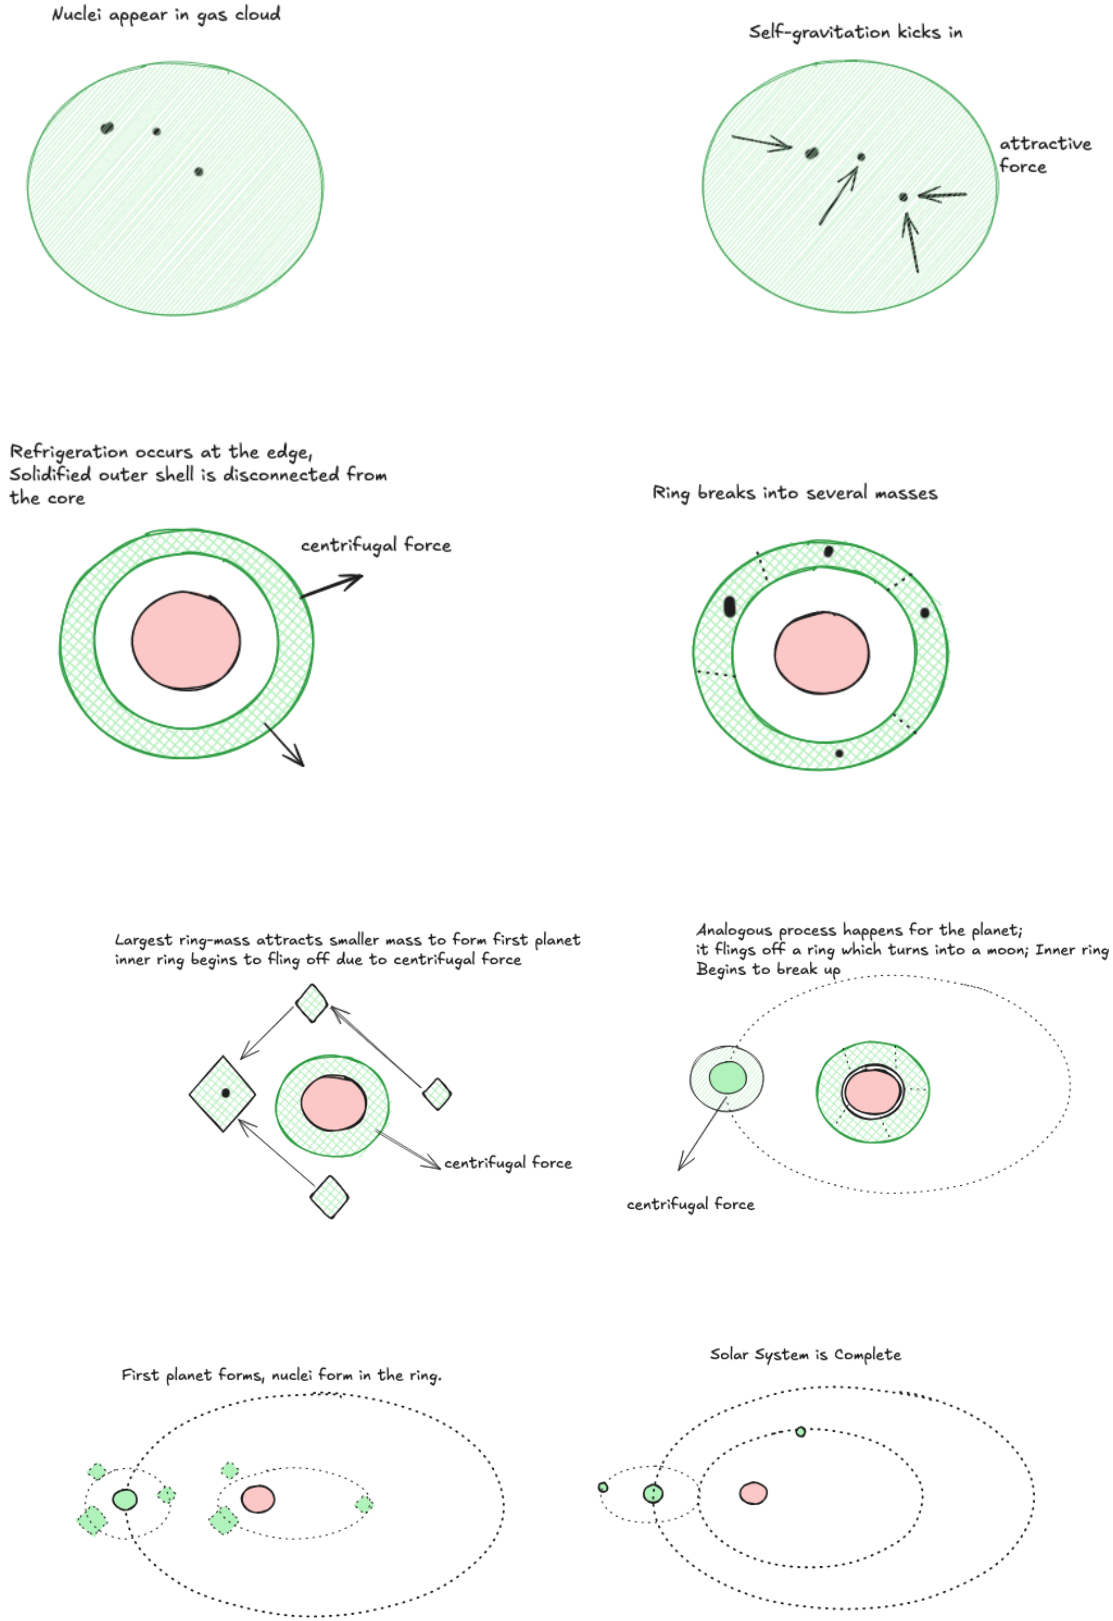 Nuclei appear in gas cloud
Self-gravitation kicks in
attractive
force
Refrigeration occurs at the edge,
Solidified outer shell is disconnected from
the core
centrifugal force
Ring breaks into several masses
Largest ring-mass attracts smaller mass to form first planet
inner ring begins to fling off due to centrifugal force
centrifugal force
Analogous process happens for the planet;
it flings off a ring which turns into a moon; Inner ring
Begins to break up
centrifugal force
First planet forms, nuclei form in the ring.
Solar System is Complete